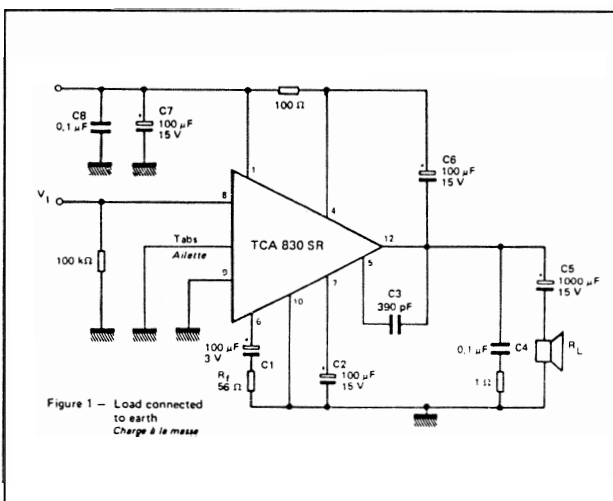 C8
0,1 µF
C7
100 µF
15 V
100 Ω
1
4
C6
100 µF
15 V
V I
8
Tabs
Ailette
9
TCA 830 SR
12
5
C3
390 pF
100 kΩ
6
10
7
100 µF
3 V
C1
R f
56 Ω
C2
100 µF
15 V
0,1 µF
C4
1 Ω
C5
1000 µF
15 V
R L
Figure 1 – Load connected
to earth
Charge à la masse